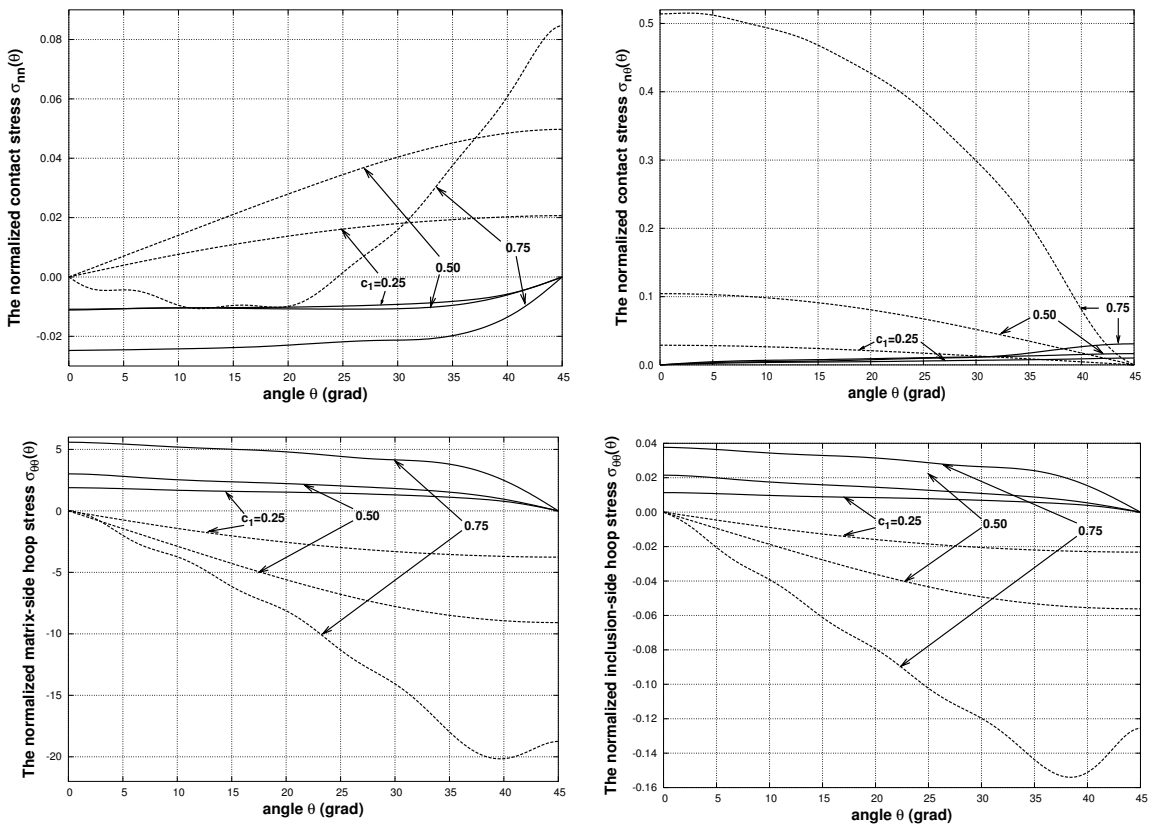 The normalized contact stress σnn(θ)
0.08
0.06
0.04
0.02
0.00
-0.02
c1=0.25
0.50
0.75
0 5 10 15 20 25 30 35 40 45
angle θ (grad)
The normalized contact stress σnθ(θ)
0.5
0.4
0.3
0.2
0.1
0.0
c1=0.25
0.50
0.75
0 5 10 15 20 25 30 35 40 45
angle θ (grad)
The normalized matrix-side hoop stress σθθ(θ)
5
0
-5
-10
-15
-20
c1=0.25
0.50
0.75
0 5 10 15 20 25 30 35 40 45
angle θ (grad)
The normalized inclusion-side hoop stress σθθ(θ)
0.04
0.02
0.00
-0.02
-0.04
-0.06
-0.08
-0.10
-0.12
-0.14
-0.16
c1=0.25
0.50
0.75
0 5 10 15 20 25 30 35 40 45
angle θ (grad)